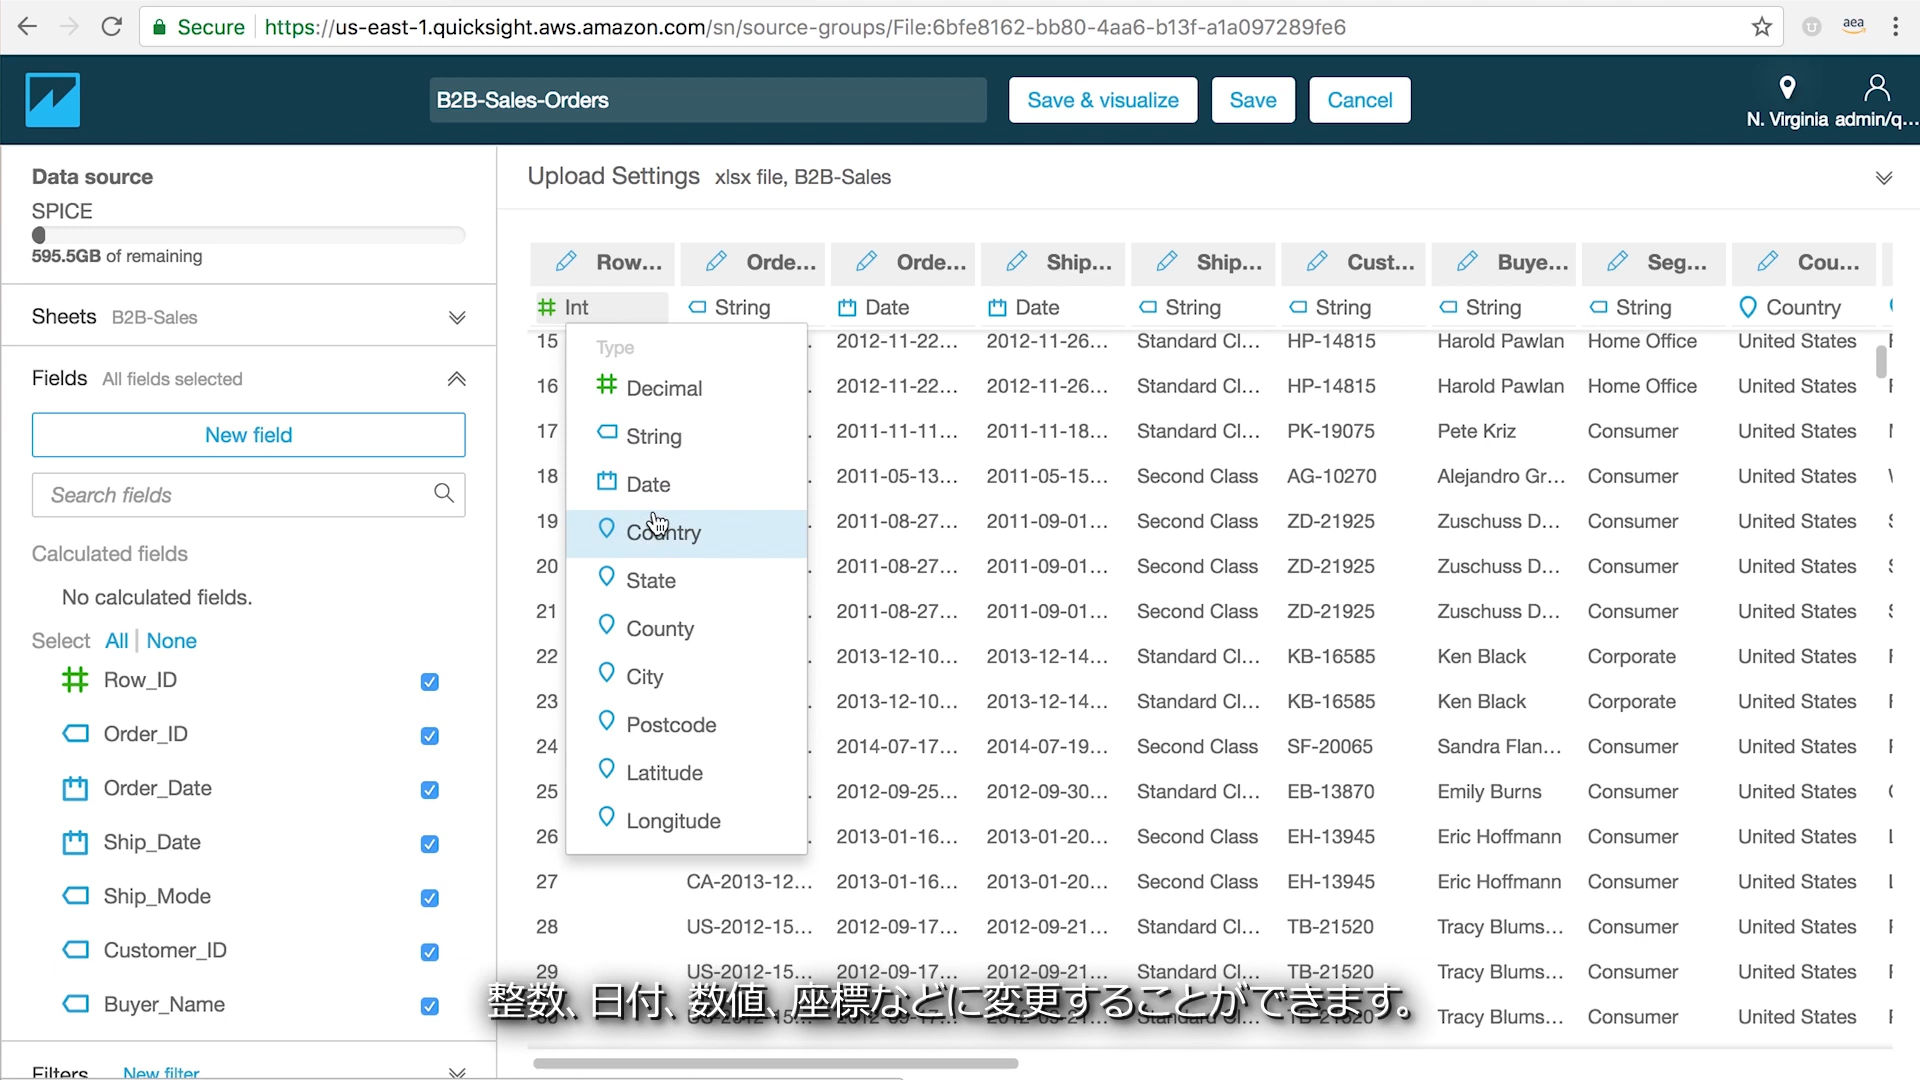 Secure https://us-east-1.quicksight.aws.amazon.com/sn/source-groups/File:6bfe8162-bb80-4aa6-b13f-a1a097289fe6
aea
B2B-Sales-Orders
Save & visualize
Save
Cancel
N. Virginia
admin/q...
Data source
SPICE
595.5GB of remaining
Sheets B2B-Sales
Fields All fields selected
New field
Search fields
Calculated fields
No calculated fields.
Select All | None
Row_ID
Order_ID
Order_Date
Ship_Date
Ship_Mode
Customer_ID
Buyer_Name
Filters New filter
Upload Settings xlsx file, B2B-Sales
Row... Orde... Orde... Ship... Ship... Cust... Buye... Seg... Cou...
Int String Date Date String String String String Country
Type
Decimal
String
Date
Country
State
County
City
Postcode
Latitude
Longitude
15 2012-11-22... 2012-11-26... Standard Cl... HP-14815 Harold Pawlan Home Office United States
16 2012-11-22... 2012-11-26... Standard Cl... HP-14815 Harold Pawlan Home Office United States
17 2011-11-11... 2011-11-18... Standard Cl... PK-19075 Pete Kriz Consumer United States
18 2011-05-13... 2011-05-15... Second Class AG-10270 Alejandro Gr... Consumer United States
19 2011-08-27... 2011-09-01... Second Class ZD-21925 Zuschuss D... Consumer United States
20 2011-08-27... 2011-09-01... Second Class ZD-21925 Zuschuss D... Consumer United States
21 2011-08-27... 2011-09-01... Second Class ZD-21925 Zuschuss D... Consumer United States
22 2013-12-10... 2013-12-14... Standard Cl... KB-16585 Ken Black Corporate United States
23 2013-12-10... 2013-12-14... Standard Cl... KB-16585 Ken Black Corporate United States
24 2014-07-17... 2014-07-19... Second Class SF-20065 Sandra Flan... Consumer United States
25 2012-09-25... 2012-09-30... Standard Cl... EB-13870 Emily Burns Consumer United States
26 2013-01-16... 2013-01-20... Second Class EH-13945 Eric Hoffmann Consumer United States
27 CA-2013-12... 2013-01-16... 2013-01-20... Second Class EH-13945 Eric Hoffmann Consumer United States
28 US-2012-15... 2012-09-17... 2012-09-21... Standard Cl... TB-21520 Tracy Blums... Consumer United States
29 US-2012-15... 2012-09-17... 2012-09-21... Standard Cl... TB-21520 Tracy Blums... Consumer United States
Tracy Blums... Consumer United States
整数、日付、数値、座標などに変更することができます。